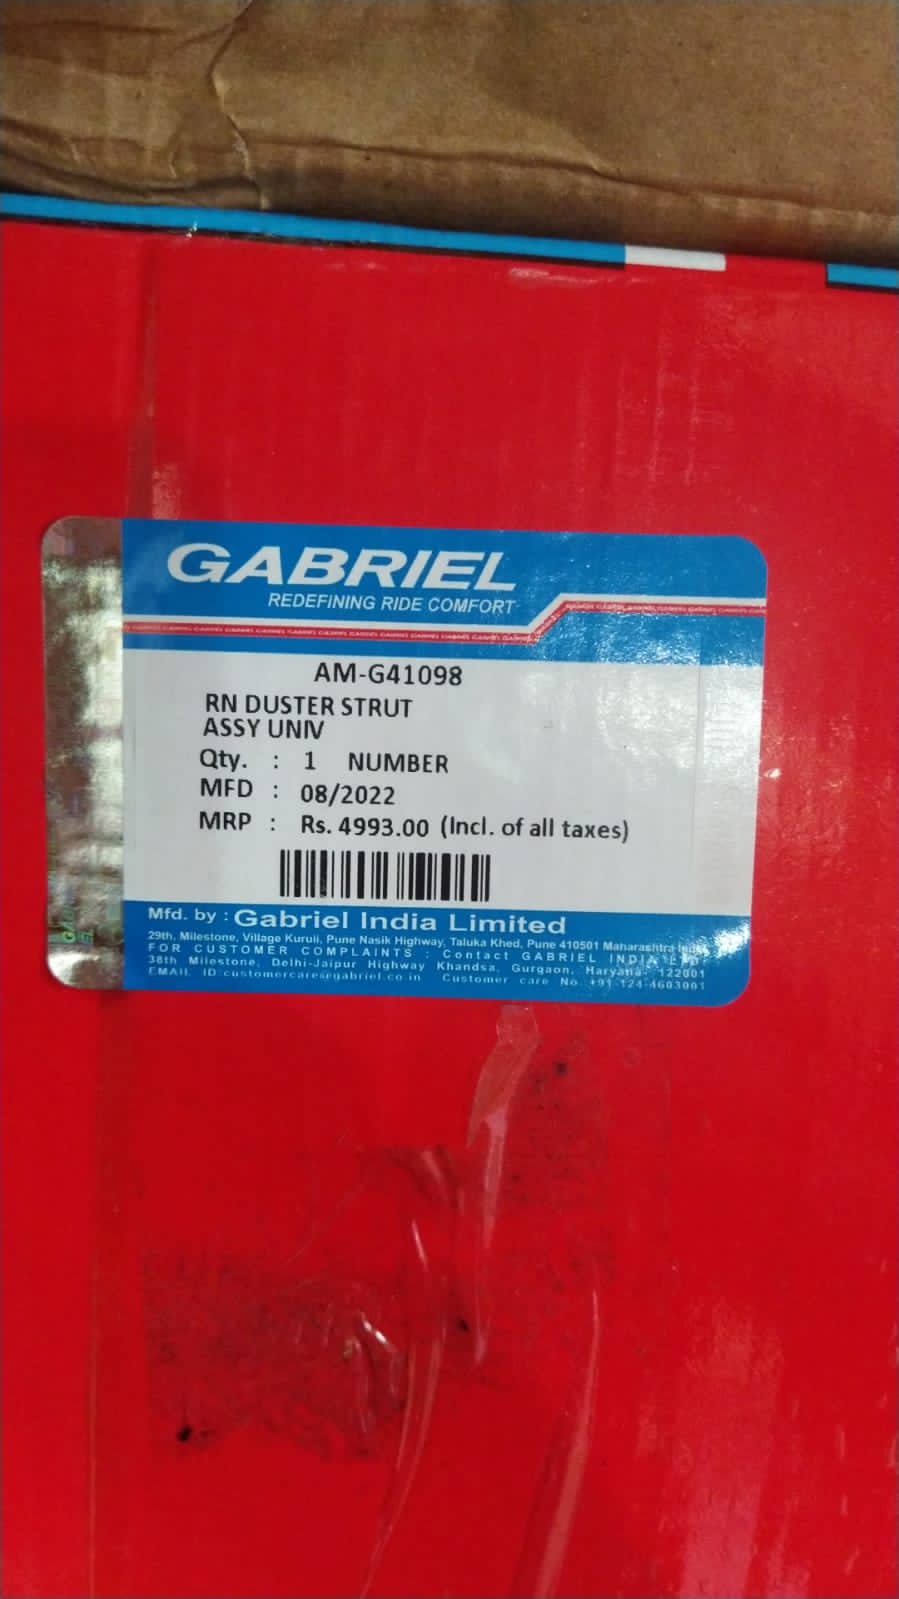 GABRIEL
REDEFINING RIDE COMFORT
AM-G41098
RN DUSTER STRUT
ASSY UNIV
Qty. : 1 NUMBER
MFD : 08/2022
MRP : Rs. 4993.00 (Incl. of all taxes)
Mfd. by : Gabriel India Limited
29th, Milestone, Village Kuruli, Pune Nasik Highway, Taluka Khed, Pune 410501 Maharashtra India
FOR CUSTOMER COMPLAINTS : Contact GABRIEL INDIA LTD.
38th Milestone, Delhi-Jaipur Highway Khandsa, Gurgaon, Haryana- 122001
EMAIL ID:customercare@gabriel.co.in Customer care No. +91-124-4603001